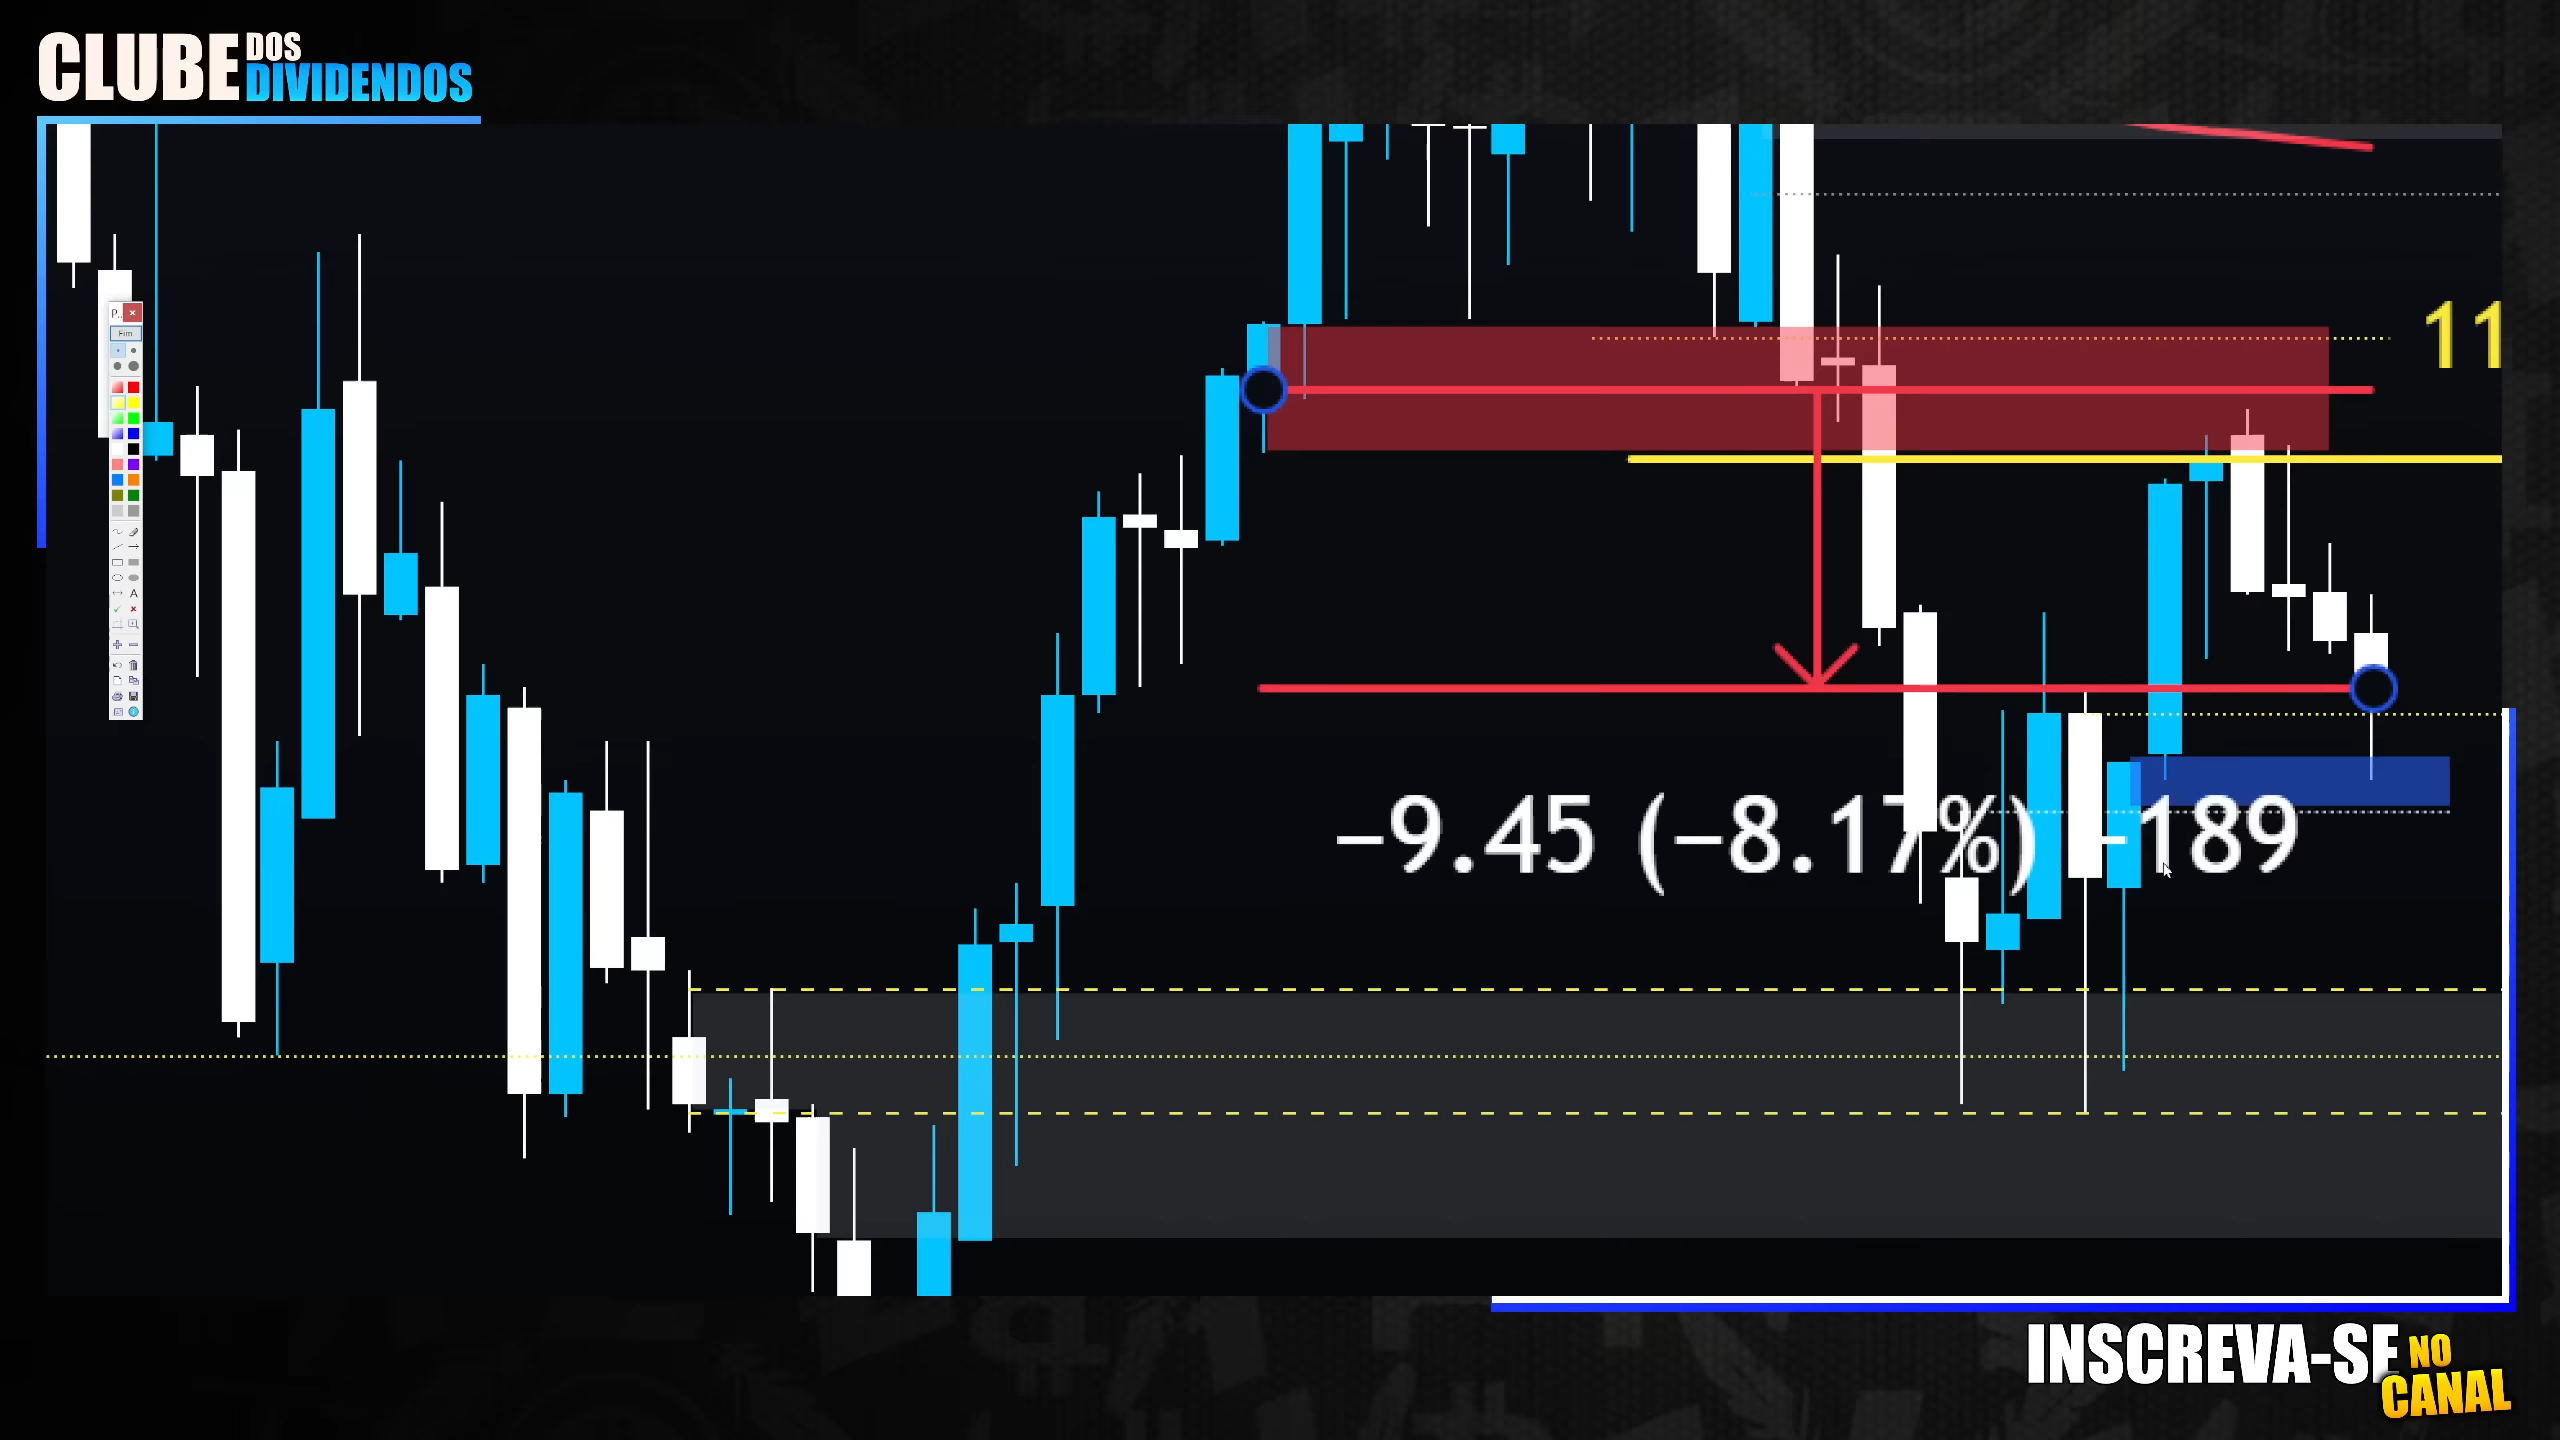 CLUBE DOS
DIVIDENDOS
P..
11
-9.45 (-8.17%) -189
A
INSCREVA-SE NO
CANAL